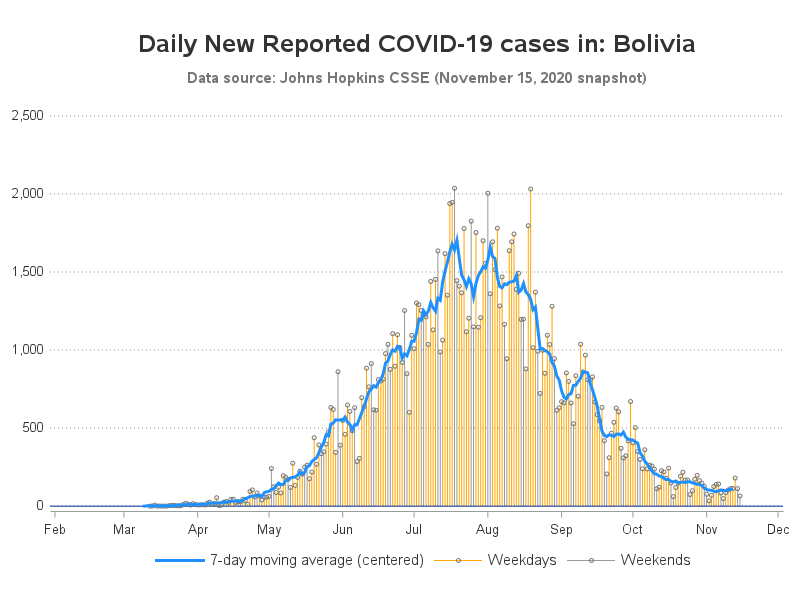 Daily New Reported COVID-19 cases in: Bolivia
Data source: Johns Hopkins CSSE (November 15, 2020 snapshot)
2,500
2,000
1,500
1,000
500
0
Feb Mar Apr May Jun Jul Aug Sep Oct Nov Dec
7-day moving average (centered) Weekdays Weekends